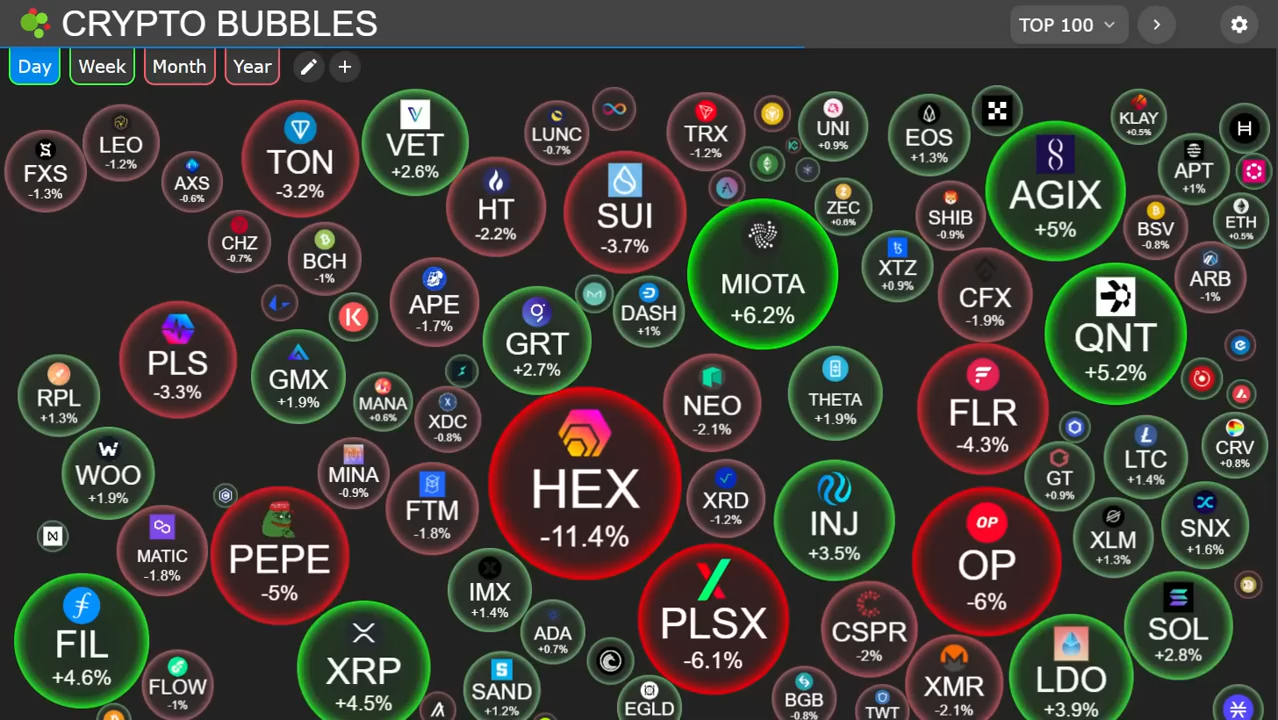 CRYPTO BUBBLES
TOP 100
Day
Week
Month
Year
FXS
-1.3%
LEO
-1.2%
AXS
-0.6%
TON
-3.2%
VET
+2.6%
HT
-2.2%
LUNC
-0.7%
SUI
-3.7%
TRX
-1.2%
UNI
+0.9%
EOS
+1.3%
AGIX
+5%
KLAY
+0.5%
APT
+1%
ETH
+0.5%
BSV
-0.8%
SHIB
-0.9%
ZEC
+0.6%
CHZ
-0.7%
BCH
-1%
APE
-1.7%
GRT
+2.7%
DASH
+1%
MIOTA
+6.2%
XTZ
+0.9%
CFX
-1.9%
ARB
-1%
QNT
+5.2%
PLS
-3.3%
GMX
+1.9%
MANA
+0.6%
XDC
-0.8%
RPL
+1.3%
NEO
-2.1%
THETA
+1.9%
FLR
-4.3%
LTC
+1.4%
CRV
+0.8%
GT
+0.9%
WOO
+1.9%
MINA
-0.9%
FTM
-1.8%
HEX
-11.4%
XRD
-1.2%
INJ
+3.5%
OP
OP
-6%
XLM
+1.3%
SNX
+1.6%
MATIC
-1.8%
PEPE
-5%
IMX
+1.4%
ADA
+0.7%
PLSX
-6.1%
CSPR
-2%
SOL
+2.8%
FIL
+4.6%
FLOW
-1%
XRP
+4.5%
SAND
+1.2%
EGLD
BGB
-0.8%
TWT
XMR
-2.1%
LDO
+3.9%